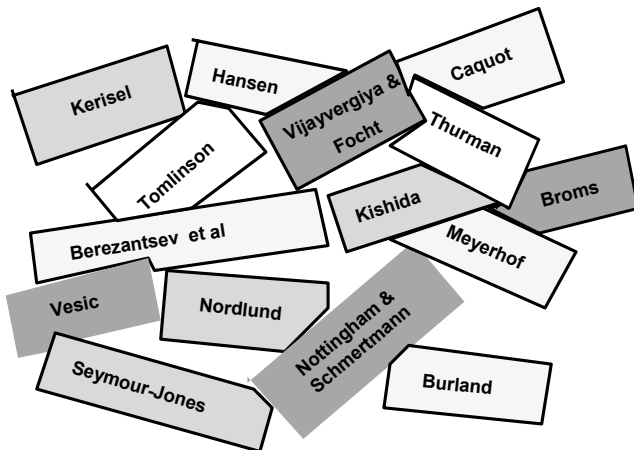 Caquot
Hansen
Kerisel
Vijayvergiya &
Focht
Thurman
Tomlinson
Kishida
Broms
Berezantsev et al
Meyerhof
Vesic
Nordlund
Nottingham &
Schmertmann
Seymour-Jones
Burland